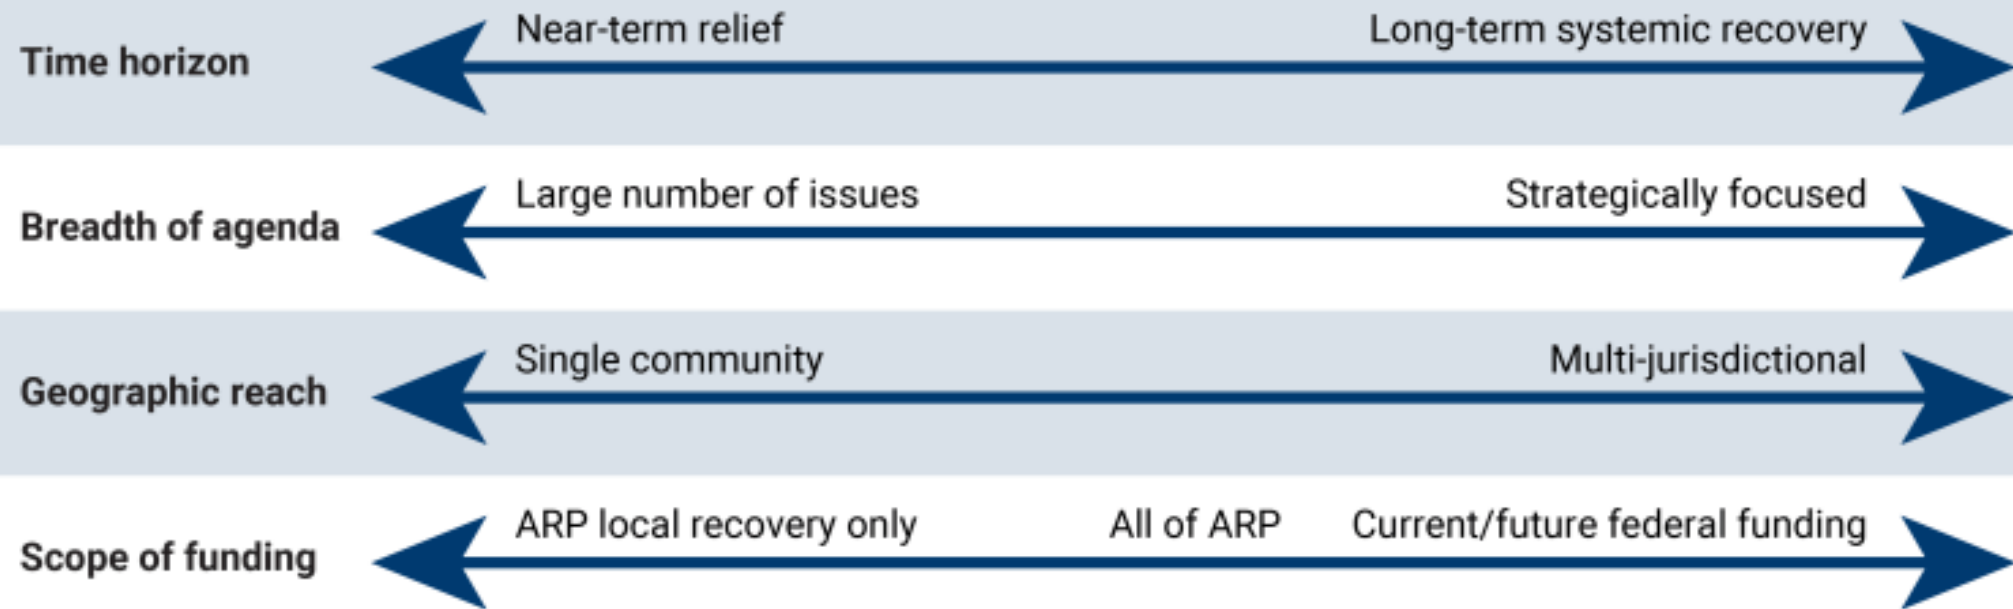 Time horizon
Near-term relief
Long-term systemic recovery
Breadth of agenda
Large number of issues
Strategically focused
Geographic reach
Single community
Multi-jurisdictional
Scope of funding
ARP local recovery only
All of ARP
Current/future federal funding